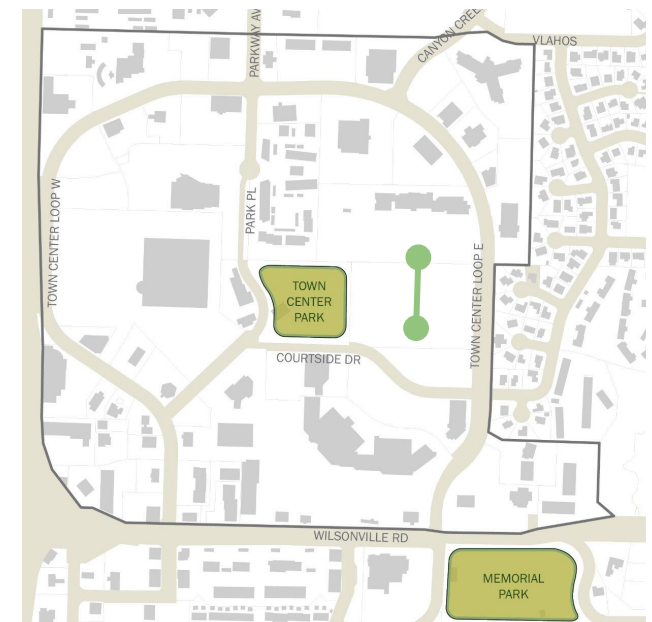 PARKWAY AV
CANYON CREE
VLAHOS
TOWN CENTER LOOP W
PARK PL
TOWN
CENTER
PARK
TOWN CENTER LOOP E
COURTSIDE DR
WILSONVILLE RD
MEMORIAL
PARK